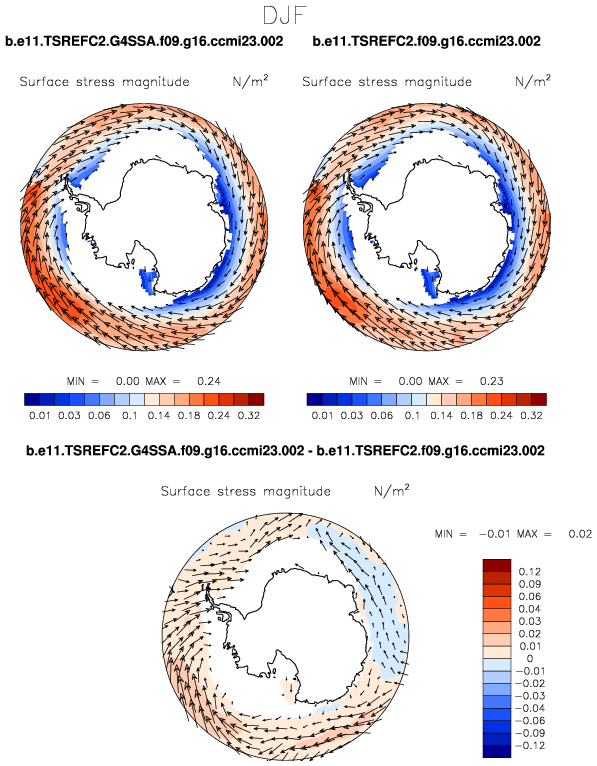 DJF
b.e11.TSREFC2.G4SSA.f09.g16.ccmi23.002 b.e11.TSREFC2.f09.g16.ccmi23.002
Surface stress magnitude N/m² Surface stress magnitude N/m²
MIN = 0.00 MAX = 0.24 MIN = 0.00 MAX = 0.23
0.01 0.03 0.06 0.1 0.14 0.18 0.24 0.32 0.01 0.03 0.06 0.1 0.14 0.18 0.24 0.32
b.e11.TSREFC2.G4SSA.f09.g16.ccmi23.002 - b.e11.TSREFC2.f09.g16.ccmi23.002
Surface stress magnitude N/m²
MIN = -0.01 MAX = 0.02
0.12
0.09
0.06
0.04
0.03
0.02
0.01
0
-0.01
-0.02
-0.03
-0.04
-0.06
-0.09
-0.12